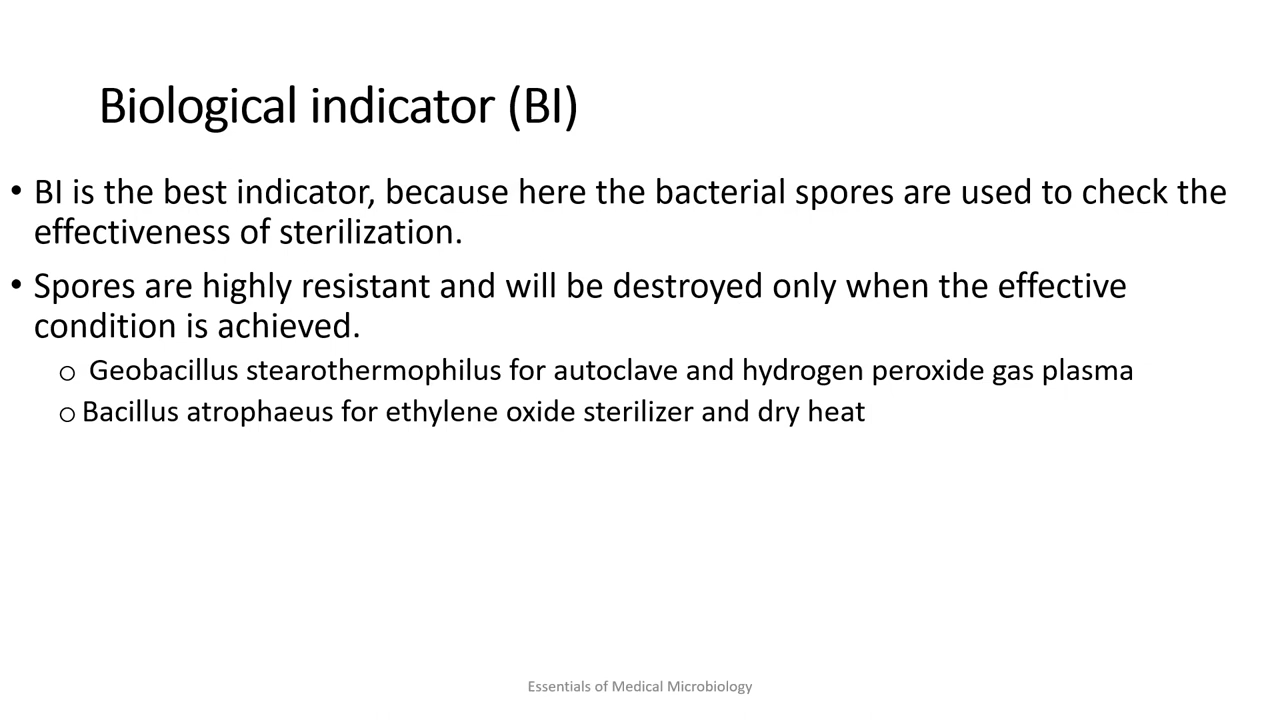 Biological indicator (BI)
• BI is the best indicator, because here the bacterial spores are used to check the
effectiveness of sterilization.
• Spores are highly resistant and will be destroyed only when the effective
condition is achieved.
o Geobacillus stearothermophilus for autoclave and hydrogen peroxide gas plasma
o Bacillus atrophaeus for ethylene oxide sterilizer and dry heat
Essentials of Medical Microbiology